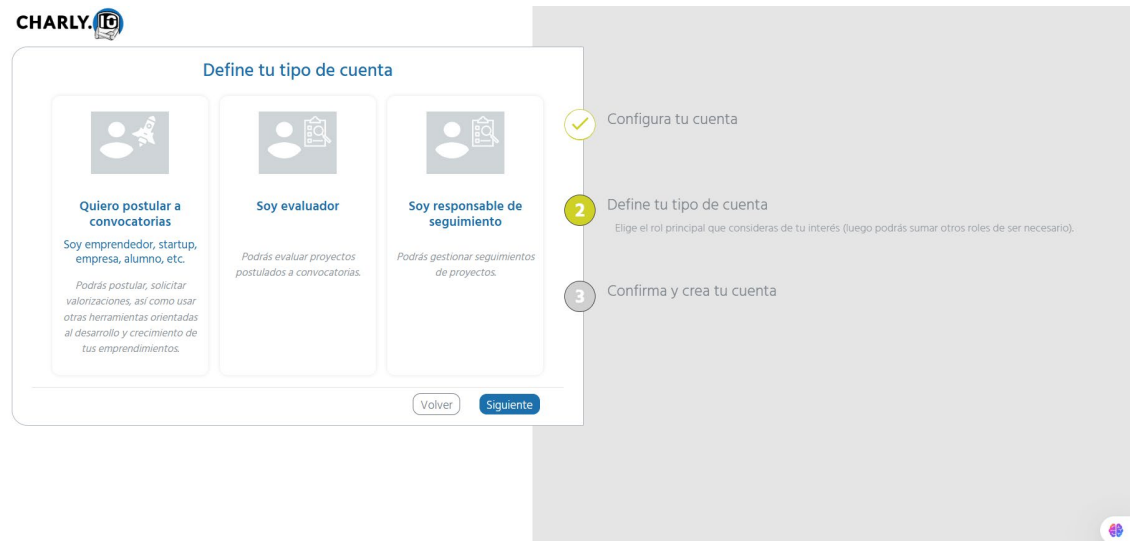 CHARLY.IO
Define tu tipo de cuenta
Quiero postular a
convocatorias
Soy emprendedor, startup,
empresa, alumno, etc.
Podrás postular, solicitar
valorizaciones, así como usar
otras herramientas orientadas
al desarrollo y crecimiento de
tus emprendimientos.
Soy evaluador
Podrás evaluar proyectos
postulados a convocatorias.
Soy responsable de
seguimiento
Podrás gestionar seguimientos
de proyectos.
Volver
Siguiente
Configura tu cuenta
2
Define tu tipo de cuenta
Elige el rol principal que consideras de tu interés (luego podrás sumar otros roles de ser necesario).
3
Confirma y crea tu cuenta